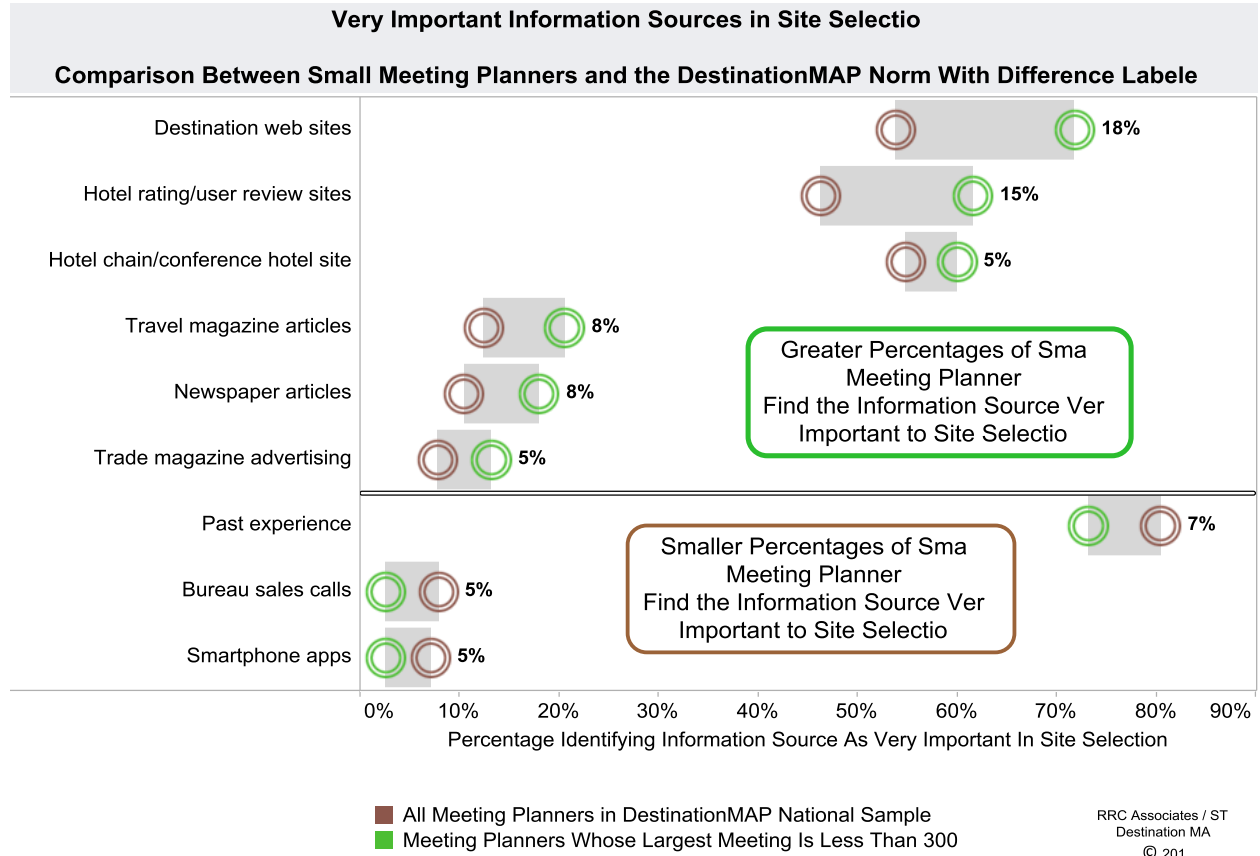 Very Important Information Sources in Site Selectio
Comparison Between Small Meeting Planners and the DestinationMAP Norm With Difference Labele
Destination web sites
18%
Hotel rating/user review sites
15%
Hotel chain/conference hotel site
5%
Travel magazine articles
8%
Newspaper articles
8%
Trade magazine advertising
5%
Greater Percentages of Sma
Meeting Planner
Find the Information Source Ver
Important to Site Selectio
Past experience
7%
Bureau sales calls
5%
Smartphone apps
5%
Smaller Percentages of Sma
Meeting Planner
Find the Information Source Ver
Important to Site Selectio
0% 10% 20% 30% 40% 50% 60% 70% 80% 90%
Percentage Identifying Information Source As Very Important In Site Selection
All Meeting Planners in DestinationMAP National Sample
Meeting Planners Whose Largest Meeting Is Less Than 300
RRC Associates / ST
Destination MA
© 201